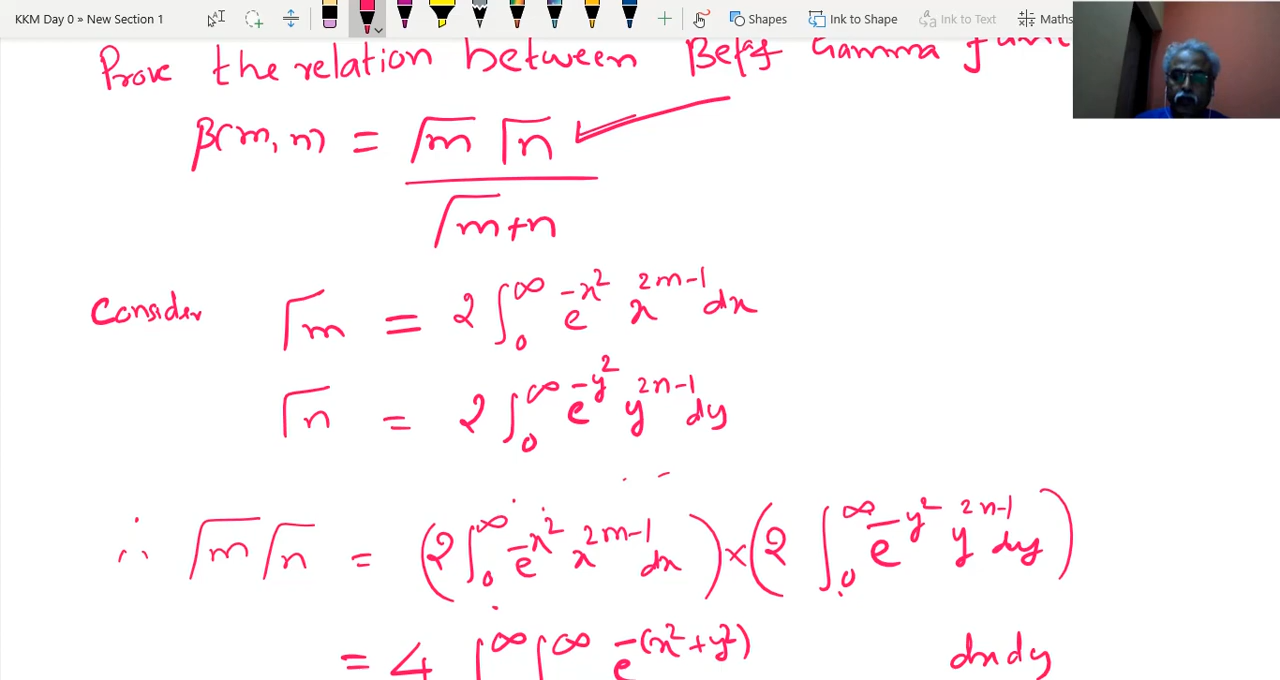 KKM Day 0 » New Section 1 Shapes Ink to Shape Ink to Text Maths
Prove the relation between Beta & Gamma func
β(m, n) = Γm Γn / Γm+n
Consider Γm = 2 ∫₀^∞ e^{-x²} x^{2m-1} dx
Γn = 2 ∫₀^∞ e^{-y²} y^{2n-1} dy
∴ Γm Γn = (2 ∫₀^∞ e^{-x²} x^{2m-1} dx) × (2 ∫₀^∞ e^{-y²} y^{2n-1} dy)
= 4 ∫^∞ ∫^∞ e^{-(x²+y²)} dx dy